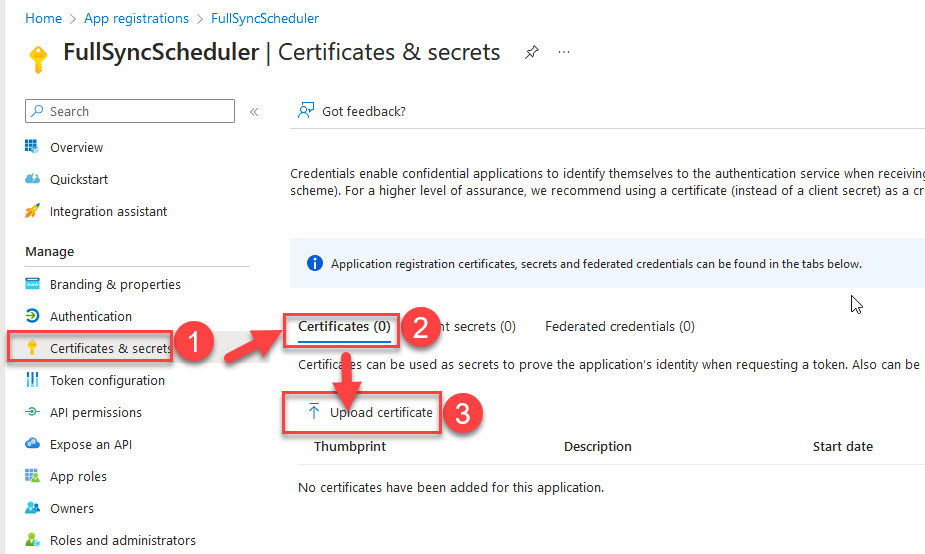 Home > App registrations > FullSyncScheduler
FullSyncScheduler | Certificates & secrets
Search
«
Got feedback?
Overview
Quickstart
Integration assistant
Manage
Branding & properties
Authentication
Certificates & secrets
Token configuration
API permissions
Expose an API
App roles
Owners
Roles and administrators
Credentials enable confidential applications to identify themselves to the authentication service when receiving
scheme). For a higher level of assurance, we recommend using a certificate (instead of a client secret) as a cr
Application registration certificates, secrets and federated credentials can be found in the tabs below.
1
Certificates (0) 2 nt secrets (0) Federated credentials (0)
Certificates can be used as secrets to prove the application's identity when requesting a token. Also can be
Upload certificate 3
Thumbprint Description Start date
No certificates have been added for this application.